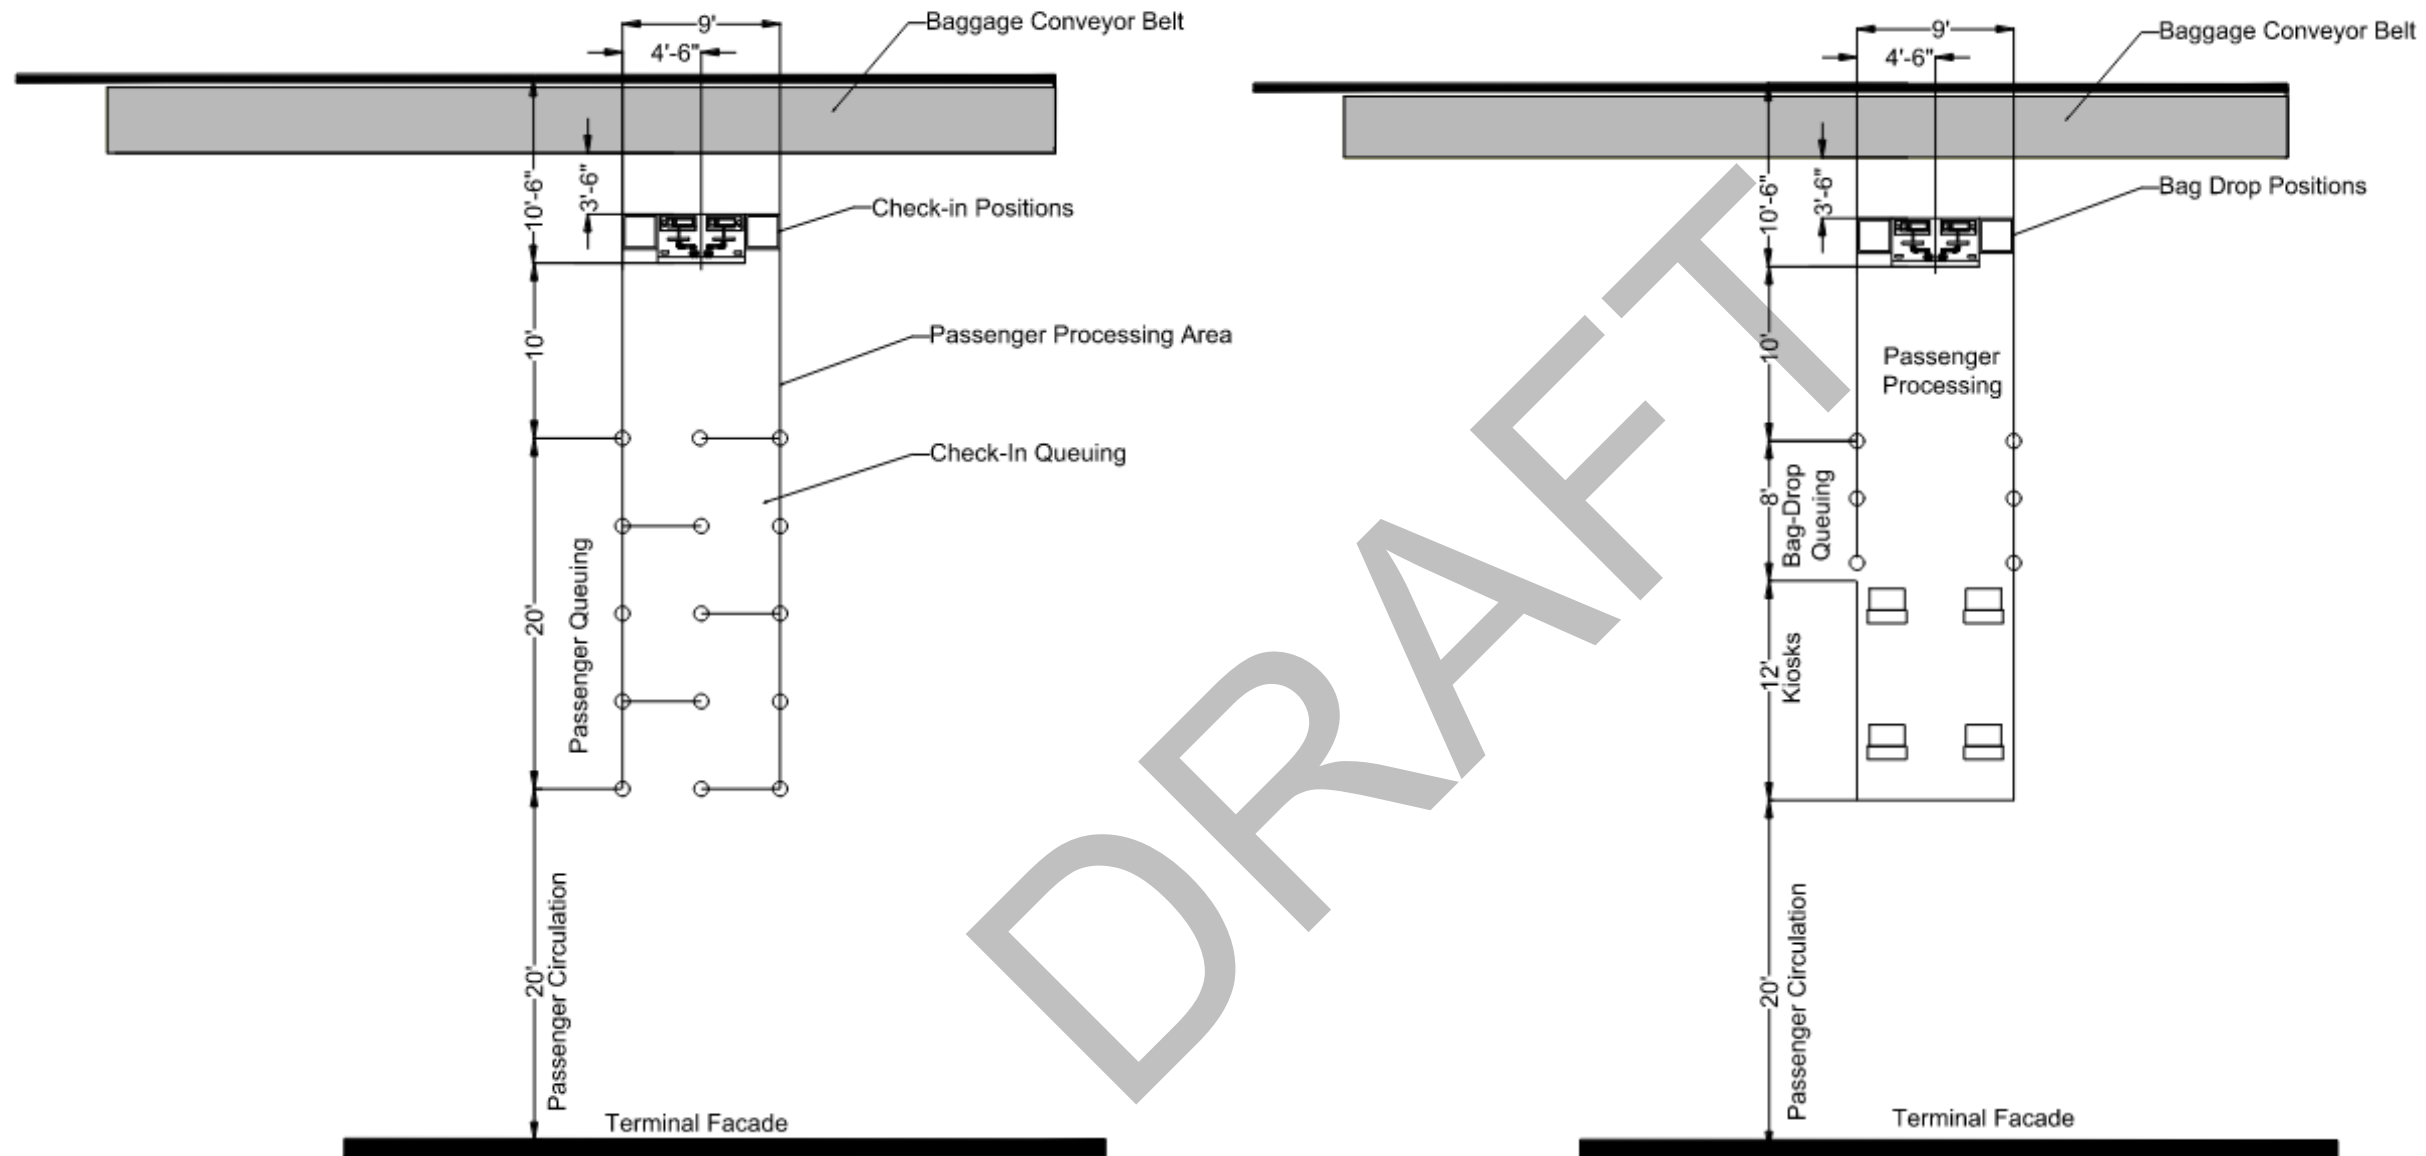 9'
4'-6"
Baggage Conveyor Belt
10'-6"
3'-6"
Check-in Positions
10'
Passenger Processing Area
Check-In Queuing
20'
Passenger Queuing
20'
Passenger Circulation
Terminal Facade
9'
4'-6"
Baggage Conveyor Belt
10'-6"
3'-6"
Bag Drop Positions
10'
Passenger
Processing
8'
Bag-Drop
Queuing
12'
Kiosks
20'
Passenger Circulation
Terminal Facade
DRAFT